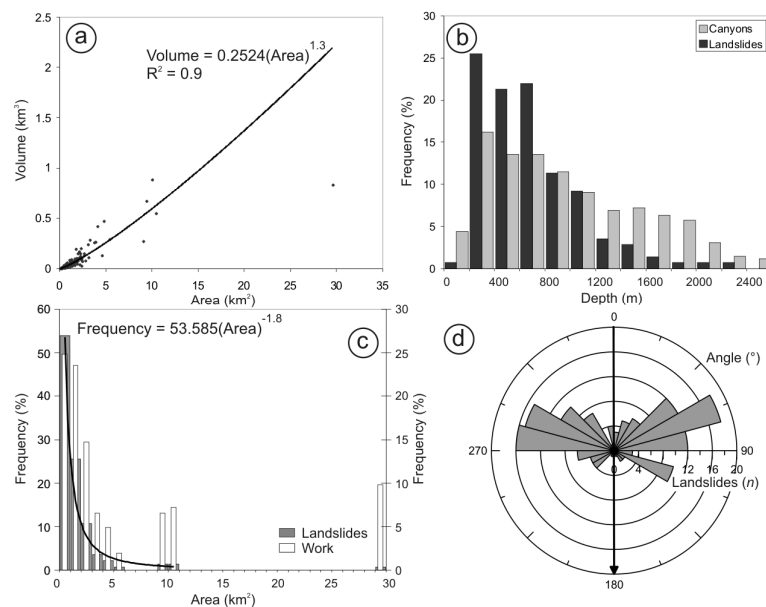 a
Volume = 0.2524(Area)^1.3
R² = 0.9
2.5
2
1.5
1
0.5
0
Volume (km³)
0 5 10 15 20 25 30 35
Area (km²)
b
Canyons
Landslides
30
25
20
15
10
5
0
Frequency (%)
0 400 800 1200 1600 2000 2400
Depth (m)
c
Frequency = 53.585(Area)^-1.8
60
50
40
30
20
10
0
Frequency (%)
30
25
20
15
10
5
0
Frequency (%)
Landslides
Work
0 5 10 15 20 25 30
Area (km²)
d
0
Angle (°)
270
90
0 4 8 12 16 20
Landslides (n)
180